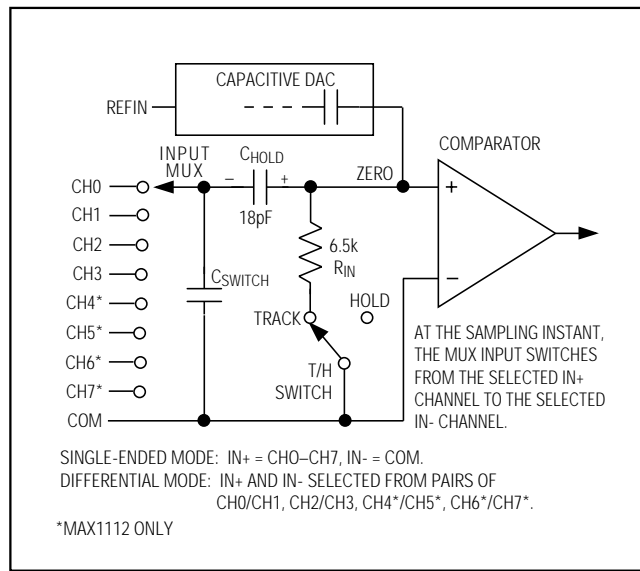 CAPACITIVE DAC
REFIN
COMPARATOR
INPUT
MUX
CHOLD
ZERO
– +
18pF
+
–
CH0
CH1
CH2
CH3
CH4*
CH5*
CH6*
CH7*
COM
CSWITCH
6.5k
RIN
TRACK
HOLD
T/H
SWITCH
AT THE SAMPLING INSTANT,
THE MUX INPUT SWITCHES
FROM THE SELECTED IN+
CHANNEL TO THE SELECTED
IN- CHANNEL.
SINGLE-ENDED MODE: IN+ = CHO–CH7, IN- = COM.
DIFFERENTIAL MODE: IN+ AND IN- SELECTED FROM PAIRS OF
CH0/CH1, CH2/CH3, CH4*/CH5*, CH6*/CH7*.
*MAX1112 ONLY